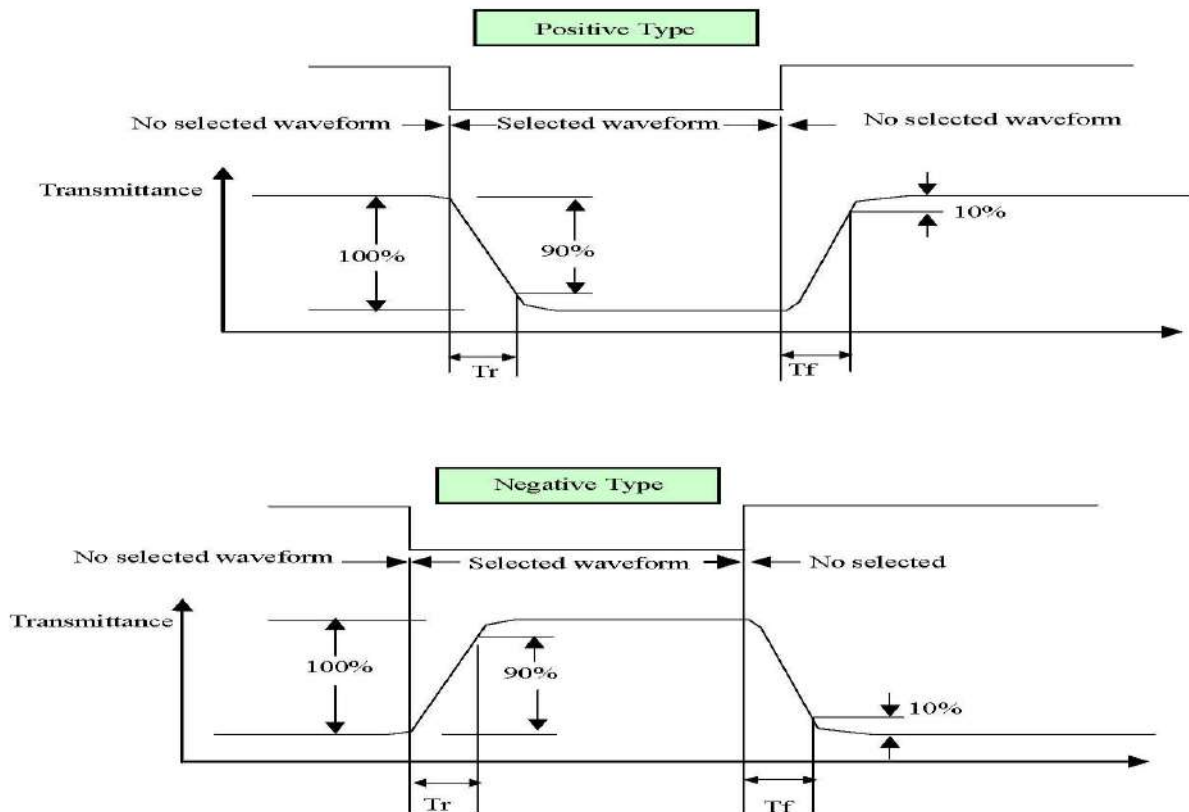 Positive Type
No selected waveform
Selected waveform
No selected waveform
Transmittance
10%
100%
90%
Tr
Tf
Negative Type
No selected waveform
Selected waveform
No selected
Transmittance
100%
90%
10%
Tr
Tf